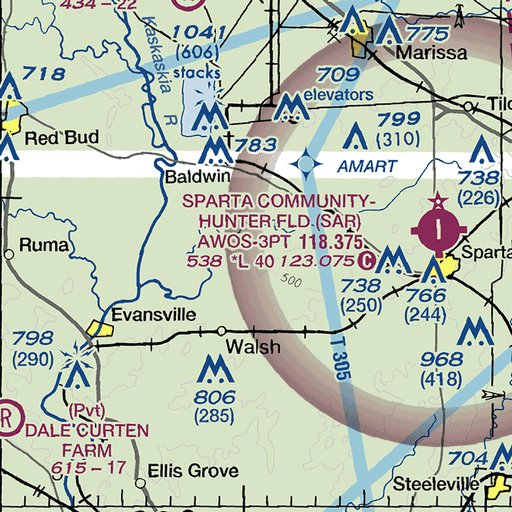 434 - 22
Kaskaskia R
1041
(606)
stacks
775
Marissa
718
709
elevators
Tilo
799
(310)
Red Bud
783
AMART
738
(226)
Baldwin
SPARTA COMMUNITY-
HUNTER FLD (SAR)
AWOS-3PT 118.375
538 *L 40 123.075 C
Ruma
Sparta
500
738
(250)
766
(244)
Evansville
798
(290)
Walsh
T 305
968
(418)
806
(285)
R
(Pvt)
DALE CURTEN
FARM
615 - 17
Ellis Grove
704
Steeleville